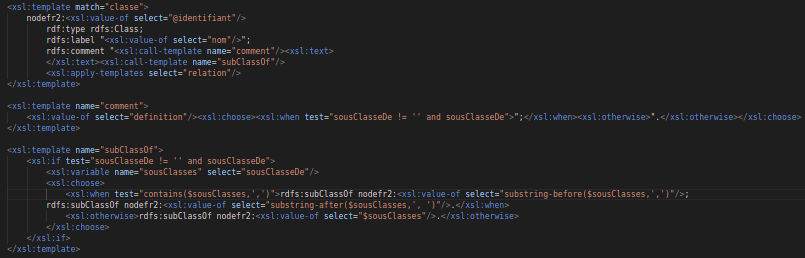 <xsl:template match="classe">
nodefr2:<xsl:value-of select="@identifiant"/>
rdf:type rdfs:Class;
rdfs:label "<xsl:value-of select="nom"/>";
rdfs:comment "<xsl:call-template name="comment"/><xsl:text>
</xsl:text><xsl:call-template name="subClassOf"/>
<xsl:apply-templates select="relation"/>
</xsl:template>
<xsl:template name="comment">
<xsl:value-of select="definition"/><xsl:choose><xsl:when test="sousClasseDe != '' and sousClasseDe">";</xsl:when><xsl:otherwise>".</xsl:otherwise></xsl:choose>
</xsl:template>
<xsl:template name="subClassOf">
<xsl:if test="sousClasseDe != '' and sousClasseDe">
<xsl:variable name="sousClasses" select="sousClasseDe"/>
<xsl:choose>
<xsl:when test="contains($sousClasses,',')">rdfs:subClassOf nodefr2:<xsl:value-of select="substring-before($sousClasses,',')"/>;
rdfs:subClassOf nodefr2:<xsl:value-of select="substring-after($sousClasses,', ')"/>.</xsl:when>
<xsl:otherwise>rdfs:subClassOf nodefr2:<xsl:value-of select="$sousClasses"/>.</xsl:otherwise>
</xsl:choose>
</xsl:if>
</xsl:template>